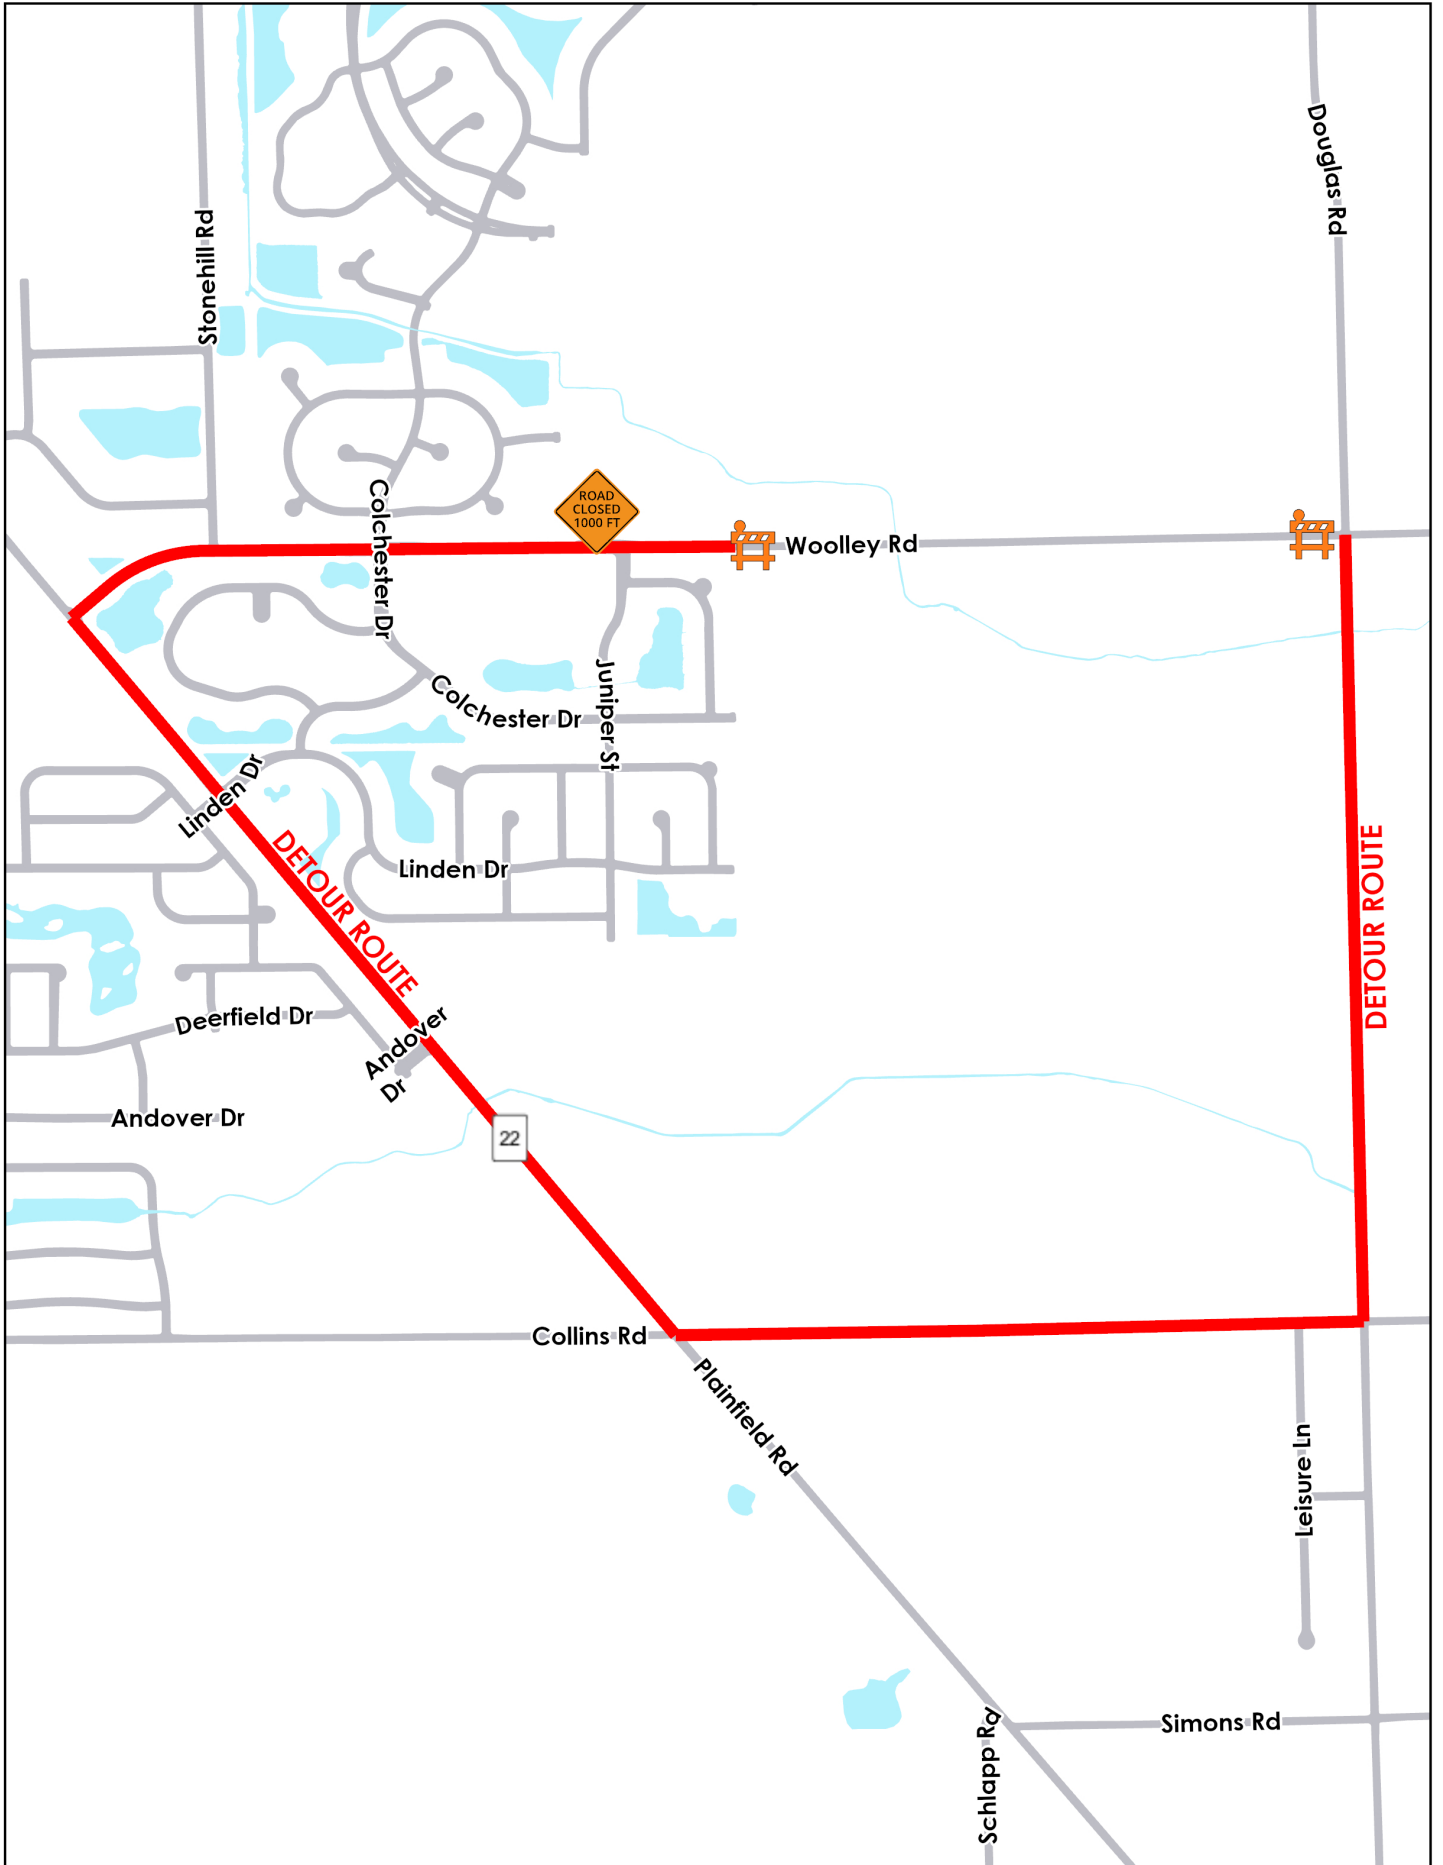 Douglas Rd
Stonehill Rd
ROAD
CLOSED
1000 FT
Woolley Rd
Colchester Dr
Juniper St
Colchester Dr
Linden Dr
Linden Dr
DETOUR ROUTE
DETOUR ROUTE
Deerfield Dr
Andover
Dr
Andover Dr
22
Collins Rd
Plainfield Rd
Leisure Ln
Simons Rd
Schlapp Rd